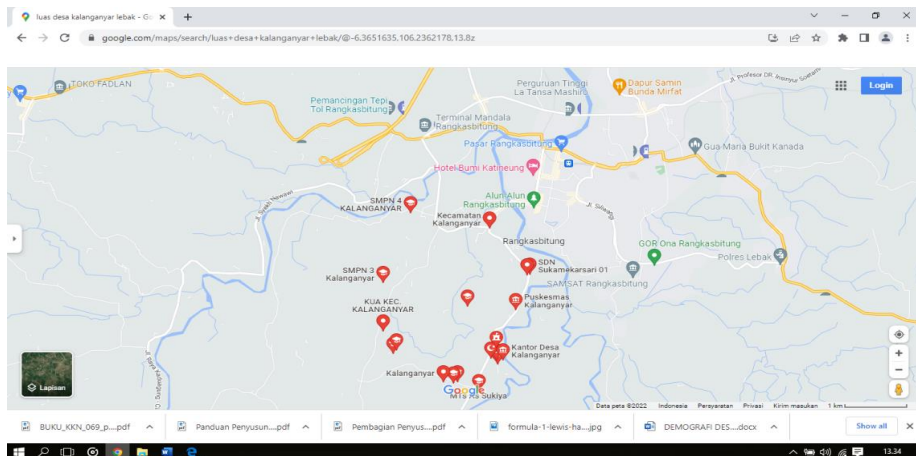 luas desa kalanganyar lebak - Go
google.com/maps/search/luas+desa+kalanganyar+lebak/@-6.3651635,106.2362178,13.8z
TOKO FADLAN
Perguruan Tinggi
La Tansa Mashiro
Dapur Samin
Bunda Mirfat
Login
Pemancingan Tepi
Tol Rangkasbitung
Terminal Mandala
Rangkasbitung
Pasar Rangkasbitung
Gua Maria Bukit Kanada
Hotel Bumi Katineung
SMPN 4
KALANGANYAR
Alun Alun
Rangkasbitung
Jl. Siliwangi
Kecamatan
Kalanganyar
Rangkasbitung
GOR Ona Rangkasbitung
Polres Lebak
SDN
Sukamekarsari 01
SAMSAT Rangkasbitung
SMPN 3
Kalanganyar
Puskesmas
Kalanganyar
KUA KEC.
KALANGANYAR
Kantor Desa
Kalanganyar
Kalanganyar
Lapisan
Google
MTs As Sukiya
Data peta ©2022 Indonesia Persyaratan Privasi Kirim masukan 1 km
BUKU_KKN_069_p....pdf
Panduan Penyusun....pdf
Pembagian Penyus....pdf
formula-1-lewis-ha....jpg
DEMOGRAFI DES....docx
Show all
13.34